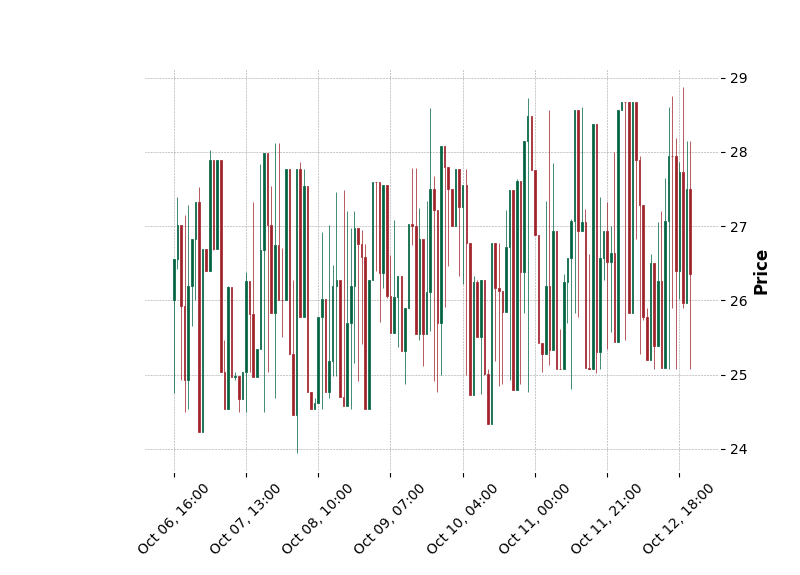 29
28
27
26
25
24
Price
Oct 06, 16:00
Oct 07, 13:00
Oct 08, 10:00
Oct 09, 07:00
Oct 10, 04:00
Oct 11, 00:00
Oct 11, 21:00
Oct 12, 18:00